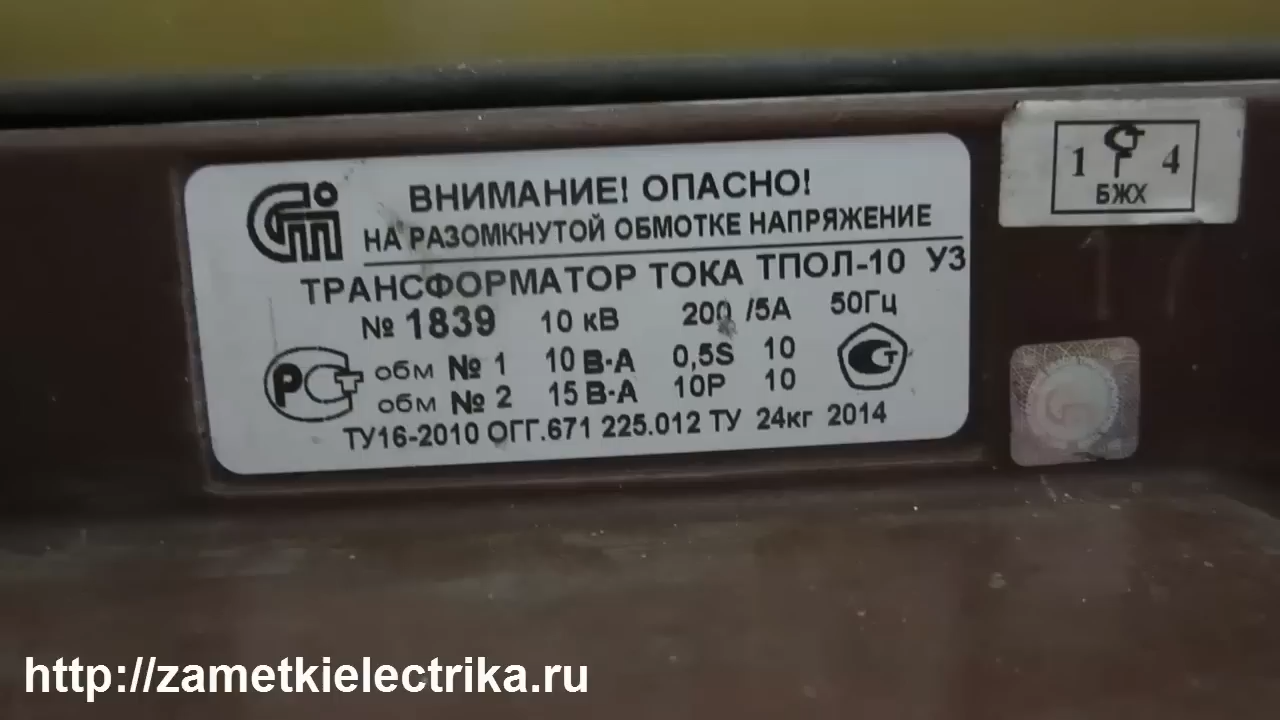 ВНИМАНИЕ! ОПАСНО!
НА РАЗОМКНУТОЙ ОБМОТКЕ НАПРЯЖЕНИЕ
ТРАНСФОРМАТОР ТОКА ТПОЛ-10 У3
№ 1839 10 кВ 200 /5А 50Гц
обм № 1 10 В-А 0,5S 10
обм № 2 15 В-А 10Р 10
ТУ16-2010 ОГГ.671 225.012 ТУ 24кг 2014
1 4
БЖХ
http://zametkielectrika.ru